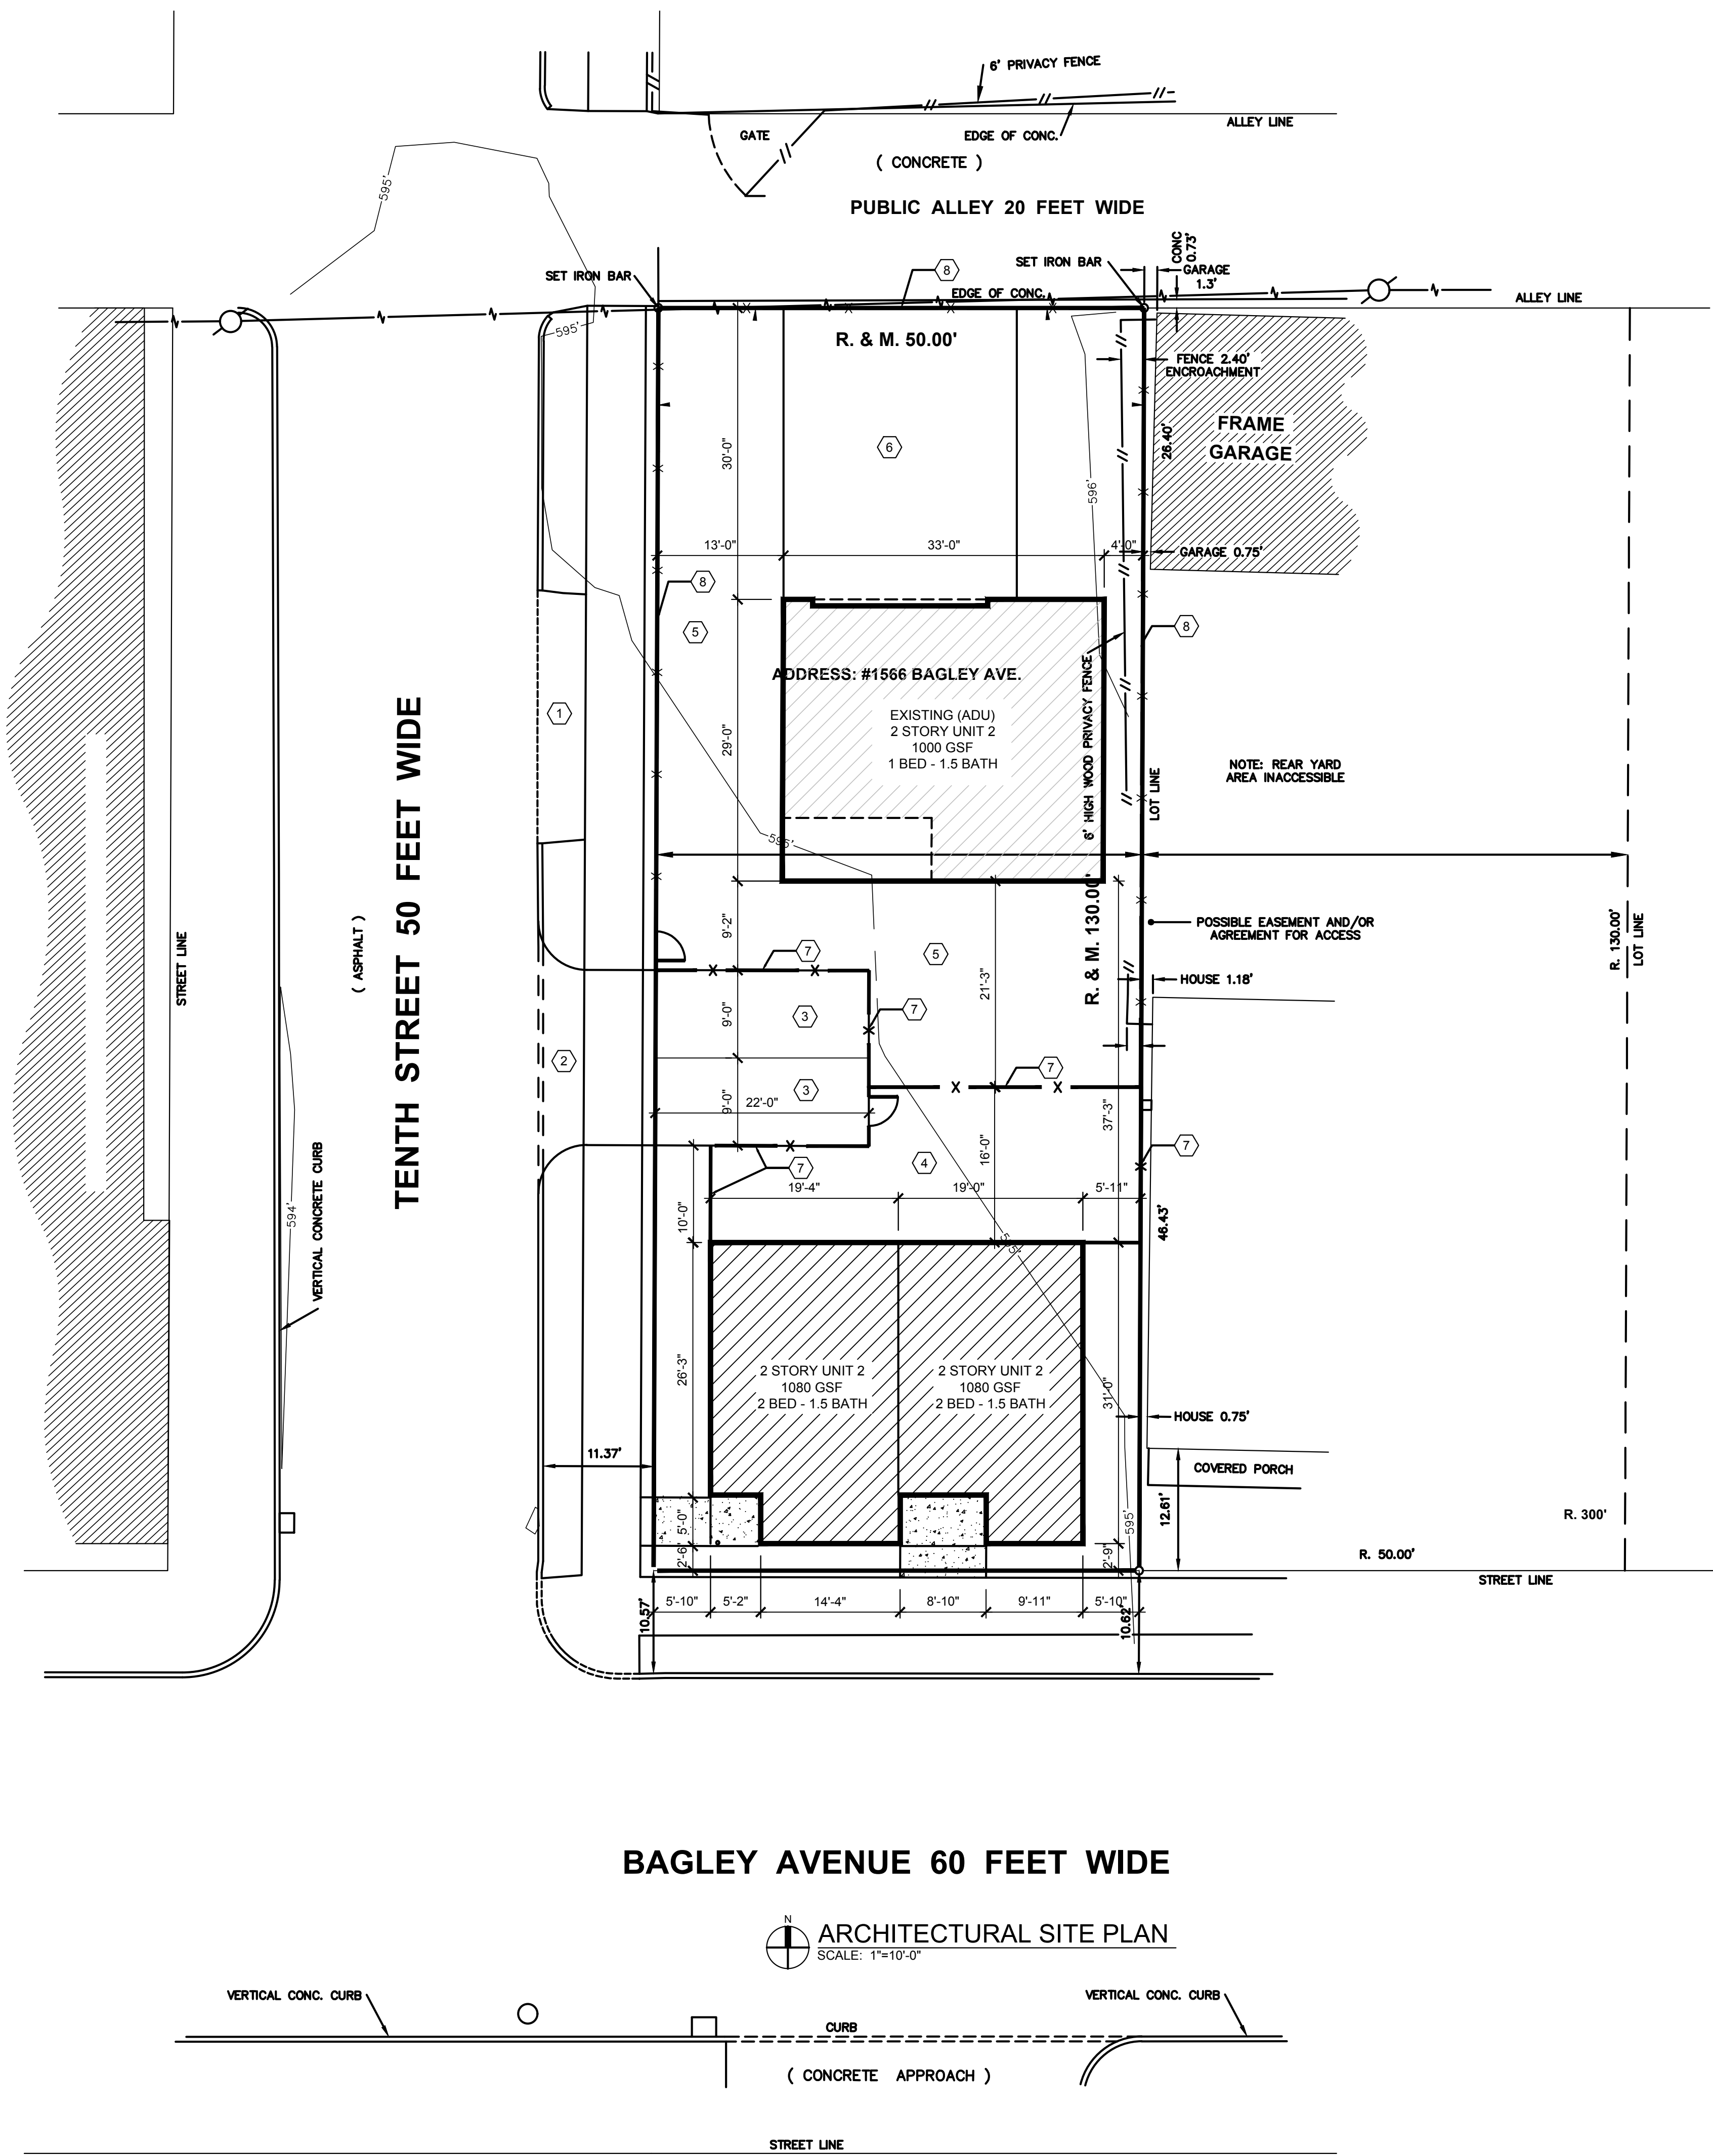 6' PRIVACY FENCE
ALLEY LINE
GATE
EDGE OF CONC.
( CONCRETE )
595'
PUBLIC ALLEY 20 FEET WIDE
CONC
0.73'
SET IRON BAR
8
SET IRON BAR
GARAGE
1.3'
EDGE OF CONC.
ALLEY LINE
595'
R. & M. 50.00'
FENCE 2.40'
ENCROACHMENT
FRAME
GARAGE
26.40'
30'-0"
6
596'
13'-0"
33'-0"
4'-0"
GARAGE 0.75'
8
5
8
ADDRESS: #1566 BAGLEY AVE.
EXISTING (ADU)
2 STORY UNIT 2
1000 GSF
1 BED - 1.5 BATH
1
29'-0"
6' HIGH WOOD PRIVACY FENCE
LOT LINE
NOTE: REAR YARD
AREA INACCESSIBLE
TENTH STREET 50 FEET WIDE
595'
STREET LINE
( ASPHALT )
9'-2"
7
5
R. & M. 130.00'
POSSIBLE EASEMENT AND/OR
AGREEMENT FOR ACCESS
R. 130.00'
LOT LINE
21'-3"
HOUSE 1.18'
9'-0"
3
7
2
7
3
9'-0"
22'-0"
37'-3"
7
16'-0"
4
7
19'-4"
19'-0"
5'-11"
594'
VERTICAL CONCRETE CURB
10'-0"
46.43'
595'
26'-3"
2 STORY UNIT 2
1080 GSF
2 BED - 1.5 BATH
2 STORY UNIT 2
1080 GSF
2 BED - 1.5 BATH
31'-0"
HOUSE 0.75'
11.37'
COVERED PORCH
12.61'
595'
5'-0"
2'-6"
2'-9"
R. 300'
R. 50.00'
STREET LINE
5'-10"
5'-2"
14'-4"
8'-10"
9'-11"
5'-10"
10.57'
10.62'
BAGLEY AVENUE 60 FEET WIDE
N
ARCHITECTURAL SITE PLAN
SCALE: 1"=10'-0"
VERTICAL CONC. CURB
VERTICAL CONC. CURB
CURB
( CONCRETE APPROACH )
STREET LINE